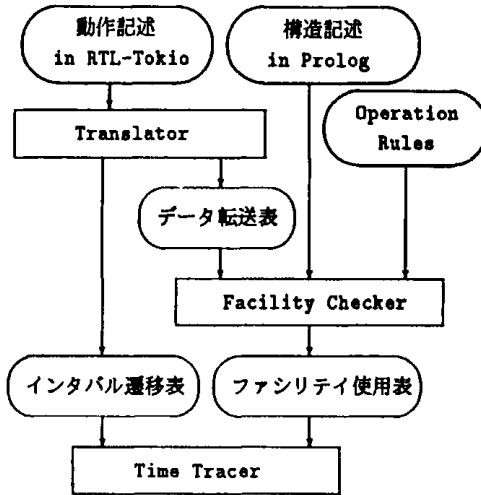 動作記述
in RTL-Tokio
構造記述
in Prolog
Operation
Rules
Translator
データ転送表
Facility Checker
インタバル遷移表
ファシリテイ使用表
Time Tracer